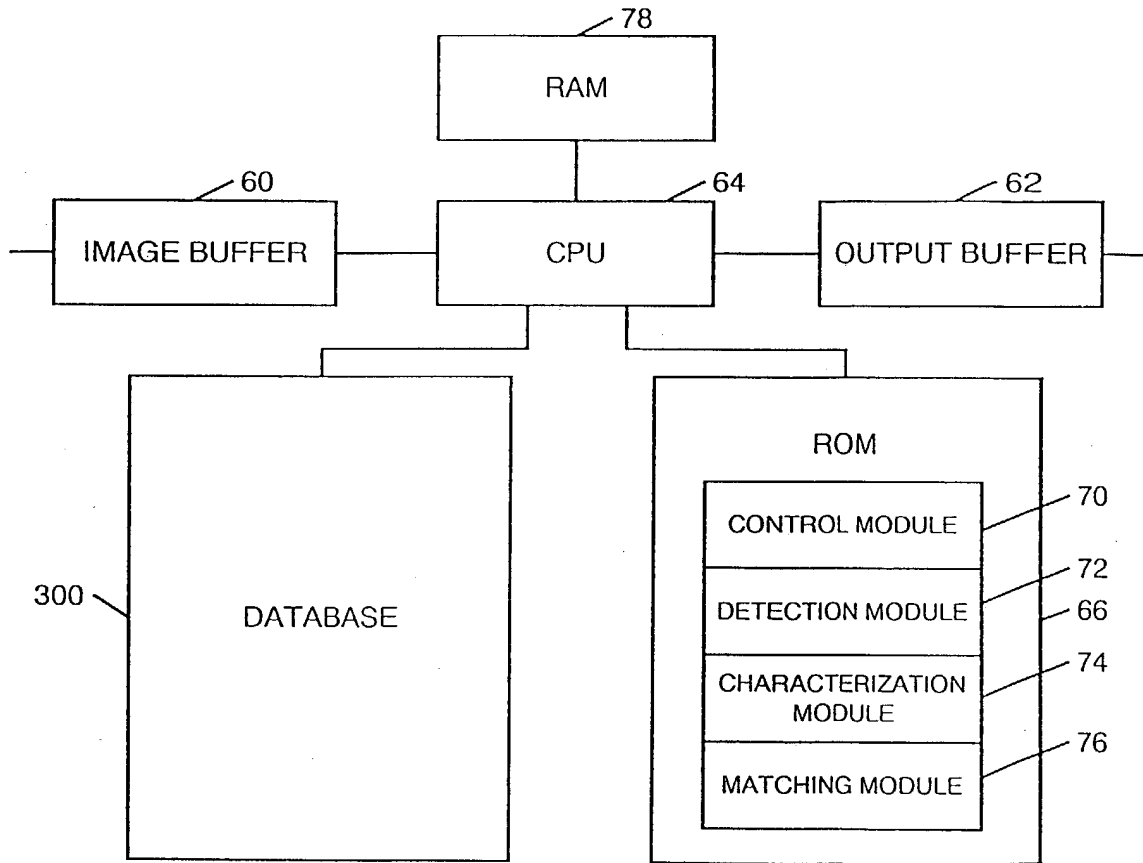 78
RAM
60
64
62
IMAGE BUFFER
CPU
OUTPUT BUFFER
ROM
70
CONTROL MODULE
72
300
DATABASE
DETECTION MODULE
66
74
CHARACTERIZATION
MODULE
76
MATCHING MODULE